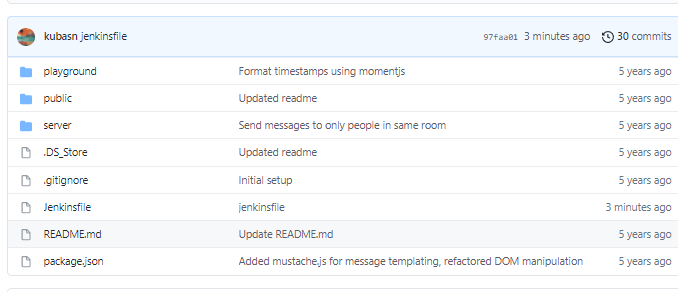 kubasn jenkinsfile 97faa01 3 minutes ago 30 commits
playground Format timestamps using momentjs 5 years ago
public Updated readme 5 years ago
server Send messages to only people in same room 5 years ago
.DS_Store Updated readme 5 years ago
.gitignore Initial setup 5 years ago
Jenkinsfile jenkinsfile 3 minutes ago
README.md Update README.md 5 years ago
package.json Added mustache.js for message templating, refactored DOM manipulation 5 years ago